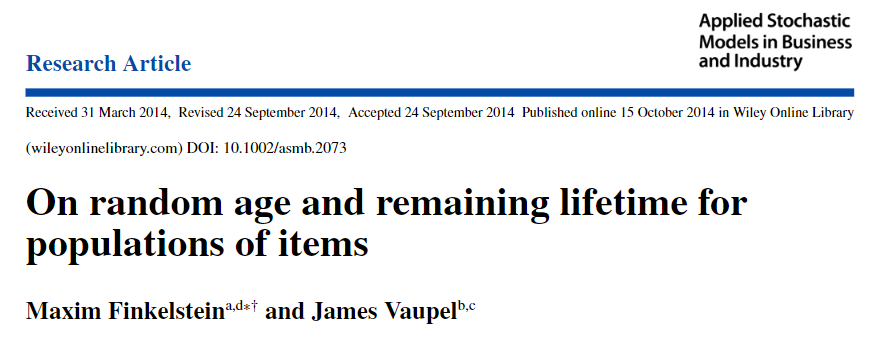 Applied Stochastic
Models in Business
and Industry
Research Article
Received 31 March 2014, Revised 24 September 2014, Accepted 24 September 2014 Published online 15 October 2014 in Wiley Online Library
(wileyonlinelibrary.com) DOI: 10.1002/asmb.2073
On random age and remaining lifetime for
populations of items
Maxim Finkelstein^a,d*† and James Vaupel^b,c